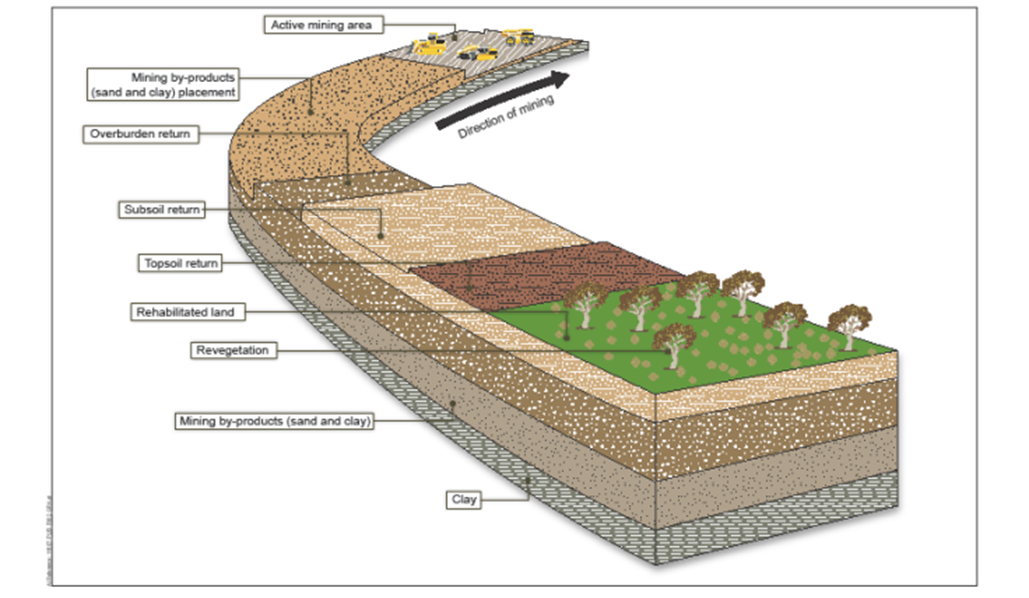 Active mining area
Mining by-products
(sand and clay) placement
Direction of mining
Overburden return
Subsoil return
Topsoil return
Rehabilitated land
Revegetation
Mining by-products (sand and clay)
Clay